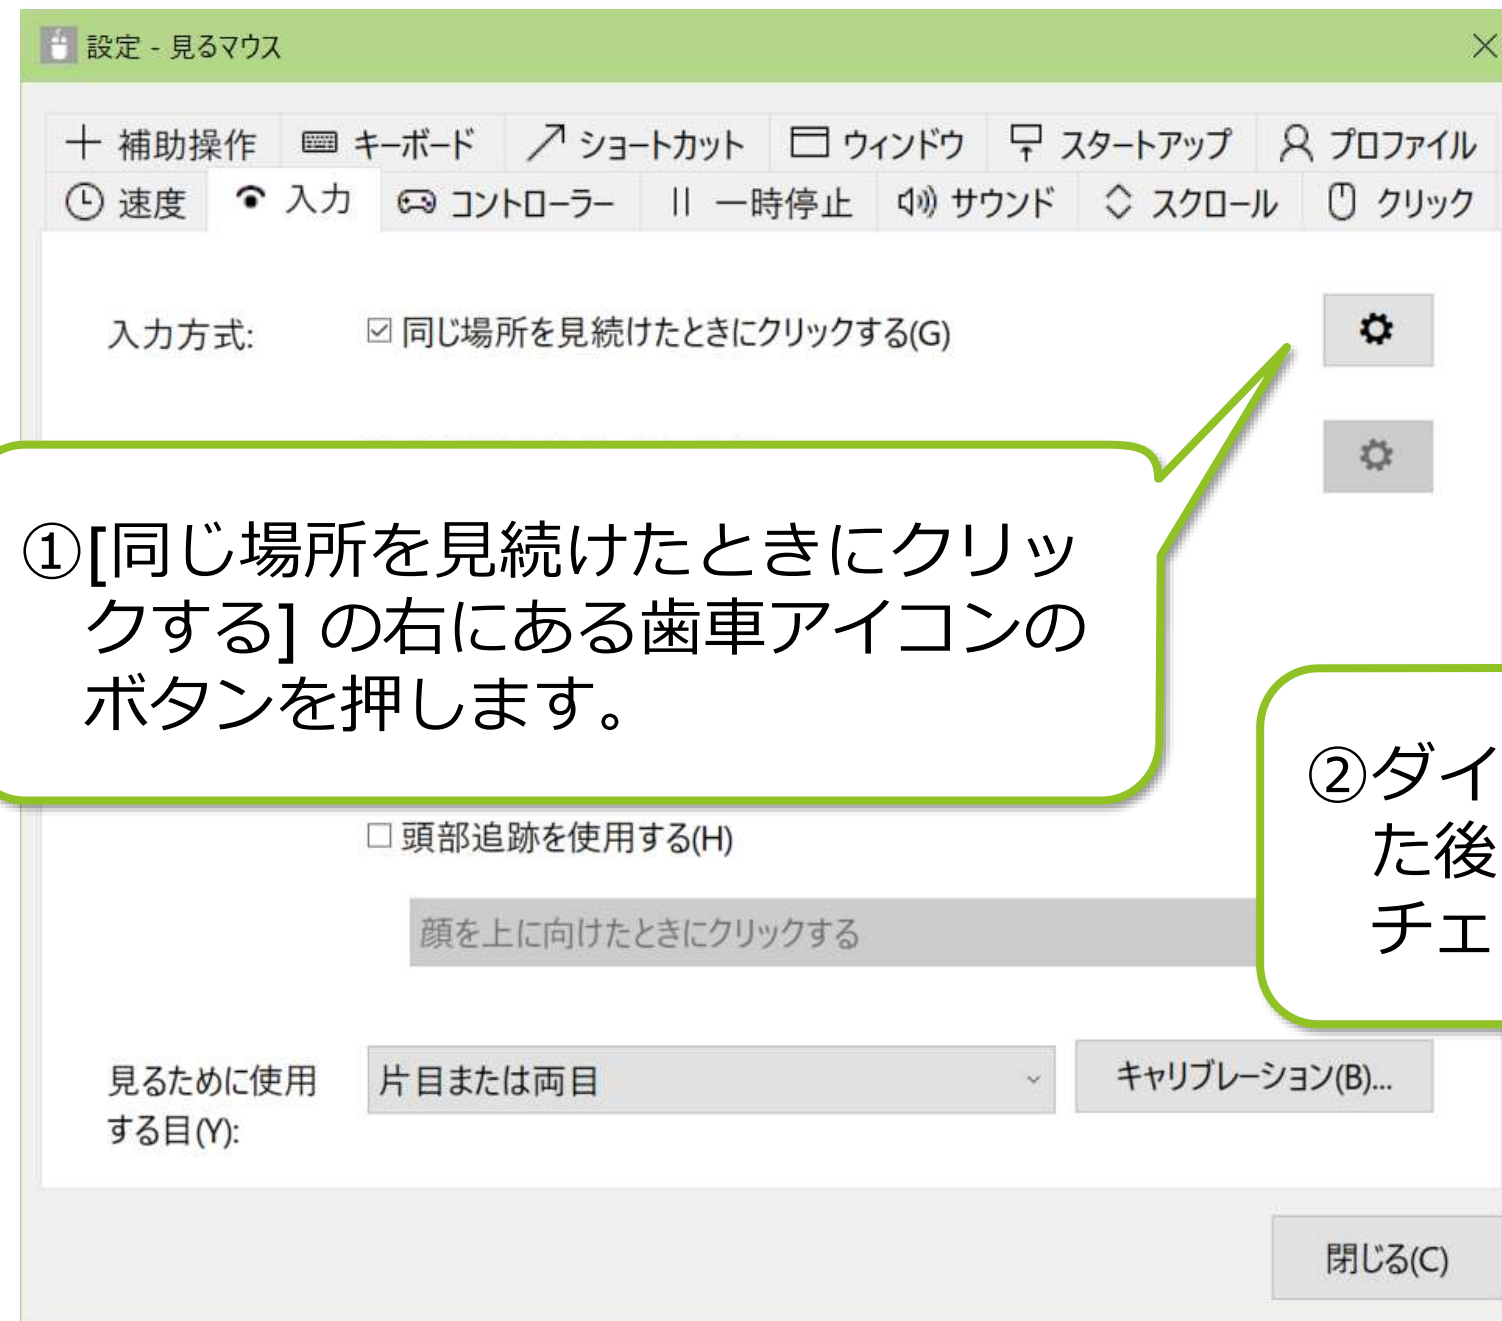 設定 - 見るマウス
補助操作 キーボード ショートカット ウィンドウ スタートアップ プロファイル
速度 入力 コントローラー 一時停止 サウンド スクロール クリック
入力方式: 同じ場所を見続けたときにクリックする(G)
①[同じ場所を見続けたときにクリッ
クする] の右にある歯車アイコンの
ボタンを押します。
②ダイ
た後
チェ
頭部追跡を使用する(H)
顔を上に向けたときにクリックする
見るために使用
する目(Y):
片目または両目
キャリブレーション(B)...
閉じる(C)